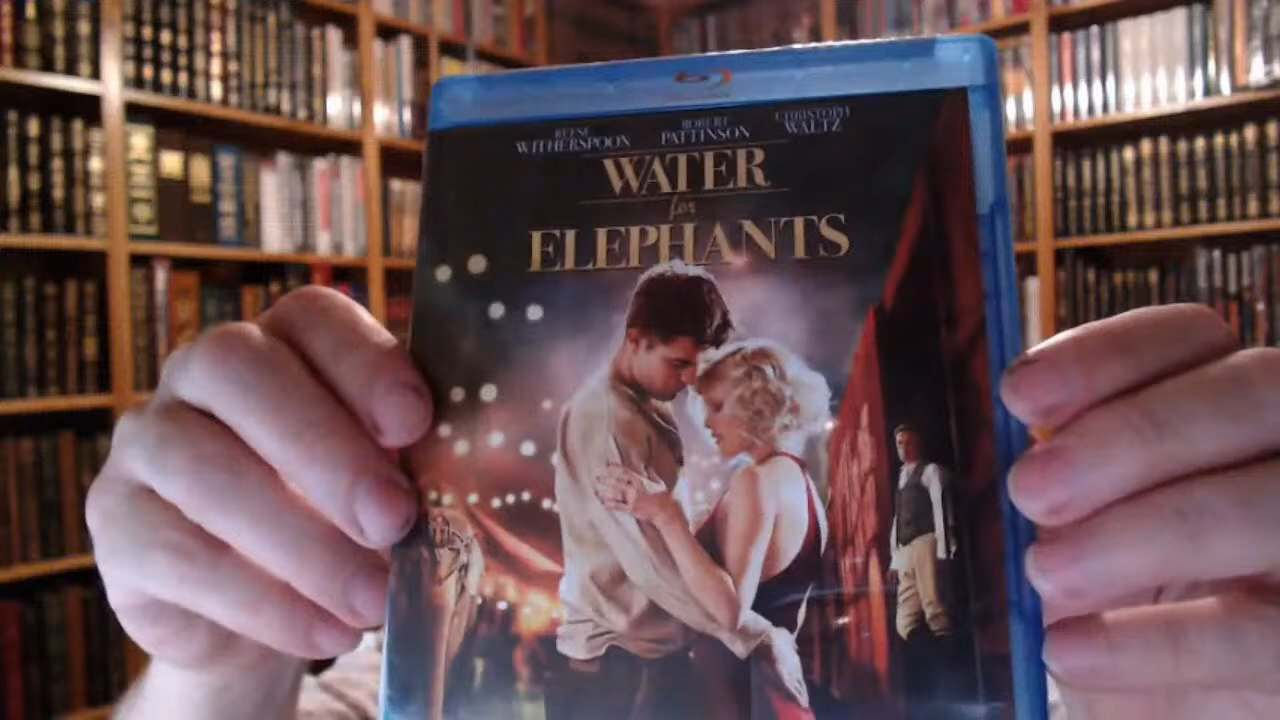 REESE ROBERT CHRISTOPH
WITHERSPOON PATTINSON WALTZ
WATER
for
ELEPHANTS